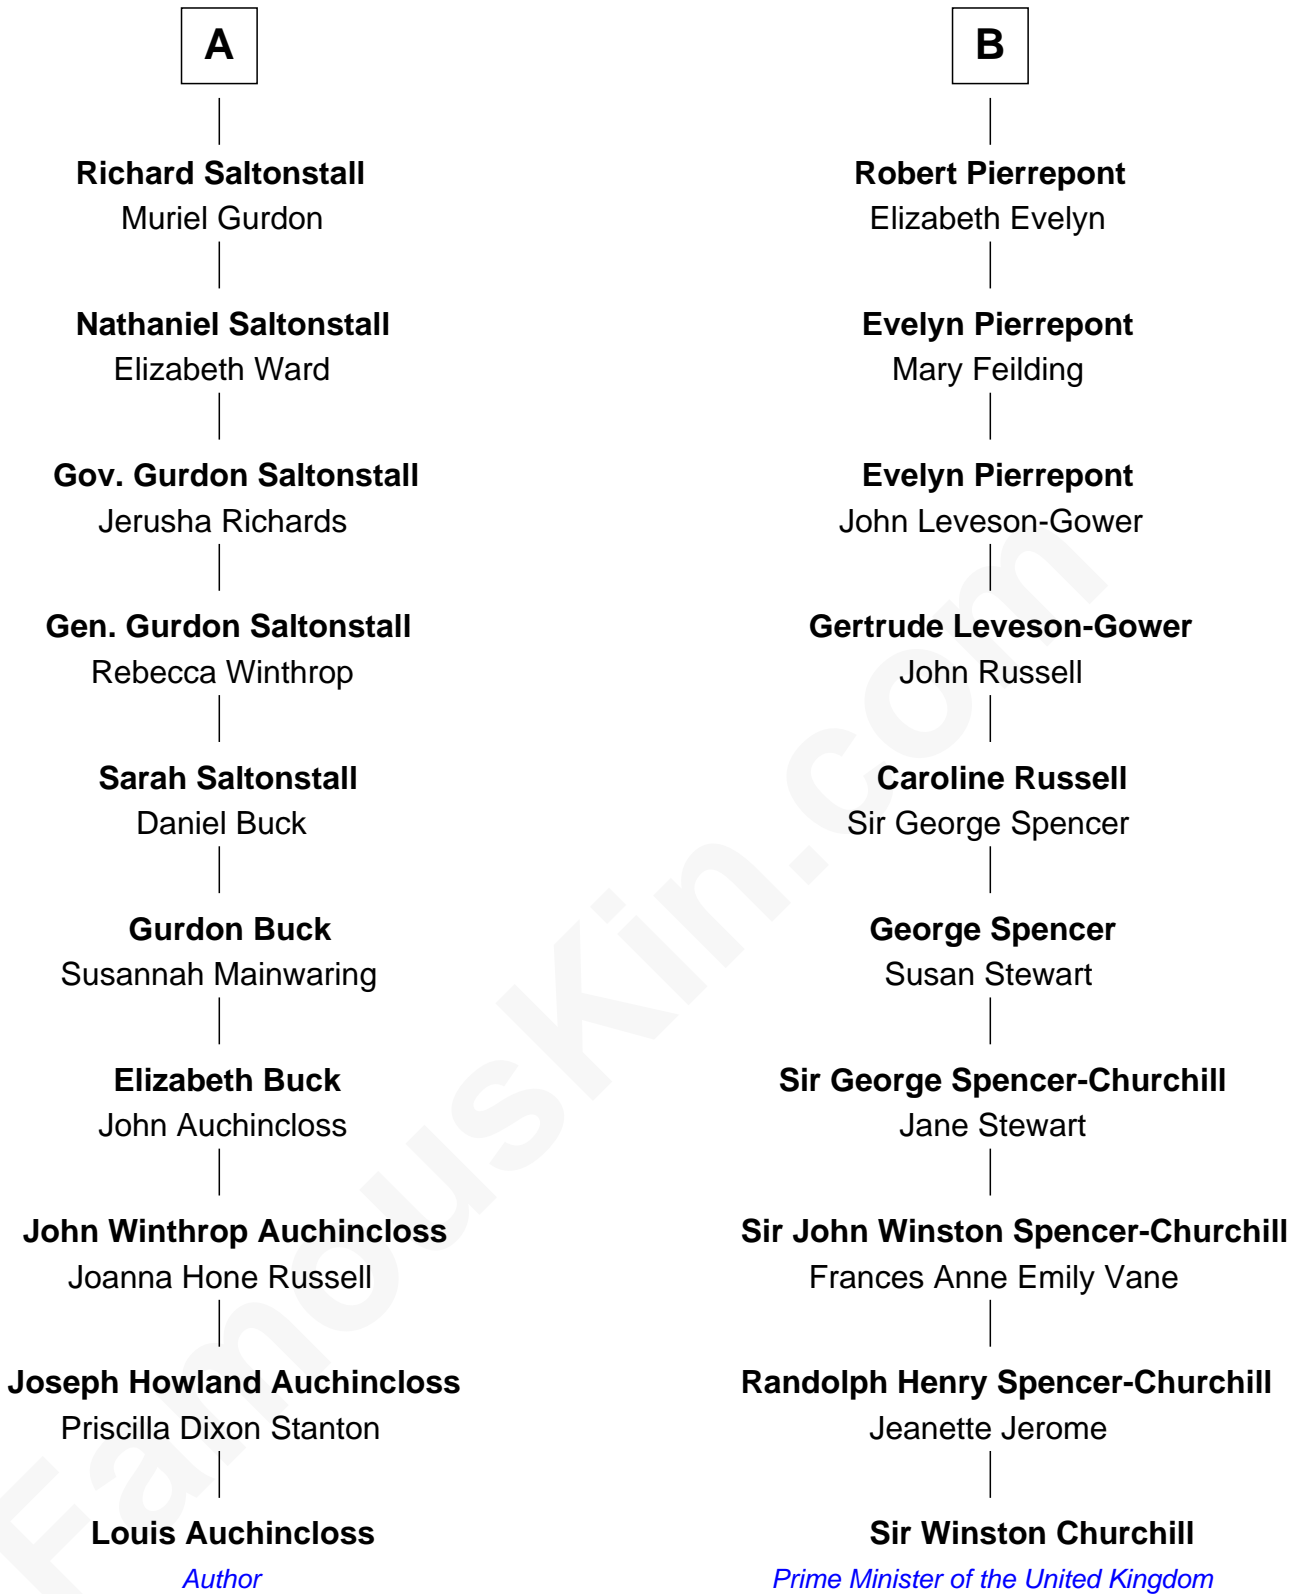 A
Richard Saltonstall
Muriel Gurdon
Nathaniel Saltonstall
Elizabeth Ward
Gov. Gurdon Saltonstall
Jerusha Richards
Gen. Gurdon Saltonstall
Rebecca Winthrop
Sarah Saltonstall
Daniel Buck
Gurdon Buck
Susannah Mainwaring
Elizabeth Buck
John Auchincloss
John Winthrop Auchincloss
Joanna Hone Russell
Joseph Howland Auchincloss
Priscilla Dixon Stanton
Louis Auchincloss
Author
B
Robert Pierrepont
Elizabeth Evelyn
Evelyn Pierrepont
Mary Feilding
Evelyn Pierrepont
John Leveson-Gower
Gertrude Leveson-Gower
John Russell
Caroline Russell
Sir George Spencer
George Spencer
Susan Stewart
Sir George Spencer-Churchill
Jane Stewart
Sir John Winston Spencer-Churchill
Frances Anne Emily Vane
Randolph Henry Spencer-Churchill
Jeanette Jerome
Sir Winston Churchill
Prime Minister of the United Kingdom
FamousKin.com